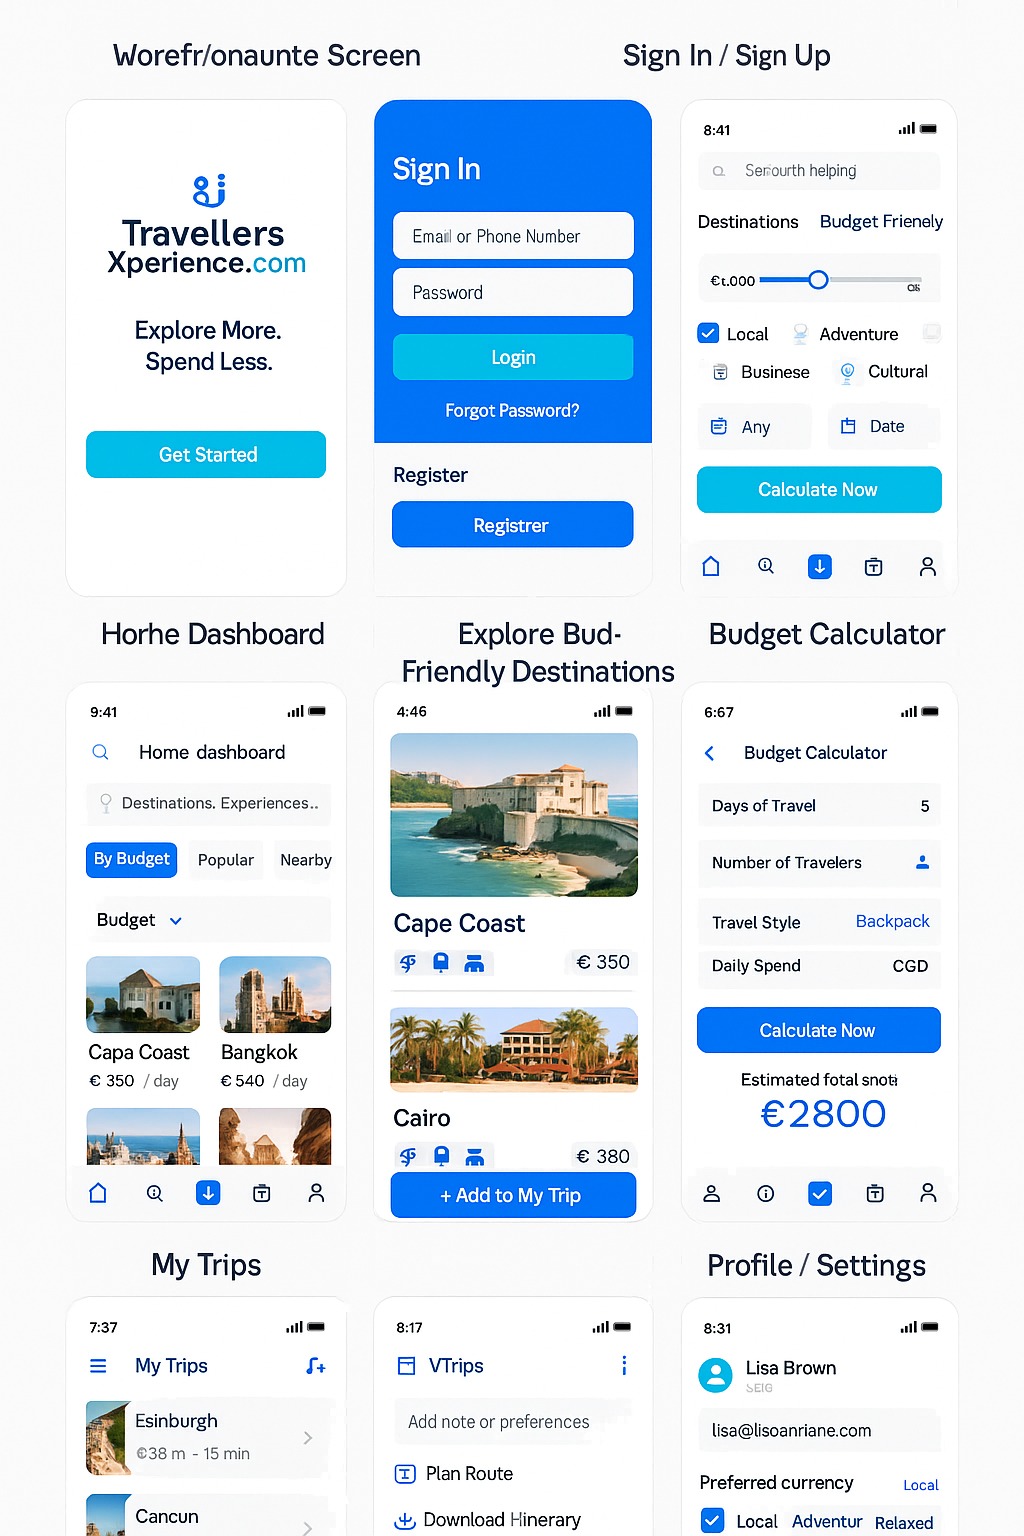 Worefr/onaunte Screen
Sign In / Sign Up
Travellers
Xperience.com
Explore More.
Spend Less.
Get Started
Sign In
Email or Phone Number
Password
Login
Forgot Password?
Register
Registrer
8:41
helping
Destinations
Budget Frienely
Local
Adventure
Businese
Cultural
Any
Date
Calculate Now
Horhe Dashboard
9:41
Home dashboard
Destinations. Experiences..
By Budget
Popular
Nearby
Budget
Capa Coast
Bangkok
€ 350 / day
€ 540 / day
Explore Bud-
Friendly Destinations
4:46
Cape Coast
€ 350
Cairo
€ 380
+ Add to My Trip
Budget Calculator
6:67
Budget Calculator
Days of Travel 5
Number of Travelers
Travel Style Backpack
Daily Spend CGD
Calculate Now
Estimated fotal
€2800
My Trips
7:37
My Trips
Esinburgh
38 m - 15 min
Cancun
8:17
VTrips
Add note or preferences
Plan Route
Download Hinerary
Profile / Settings
8:31
Lisa Brown
lisa@lisoanriane.com
Preferred currency Local
Local Adventur Relaxed